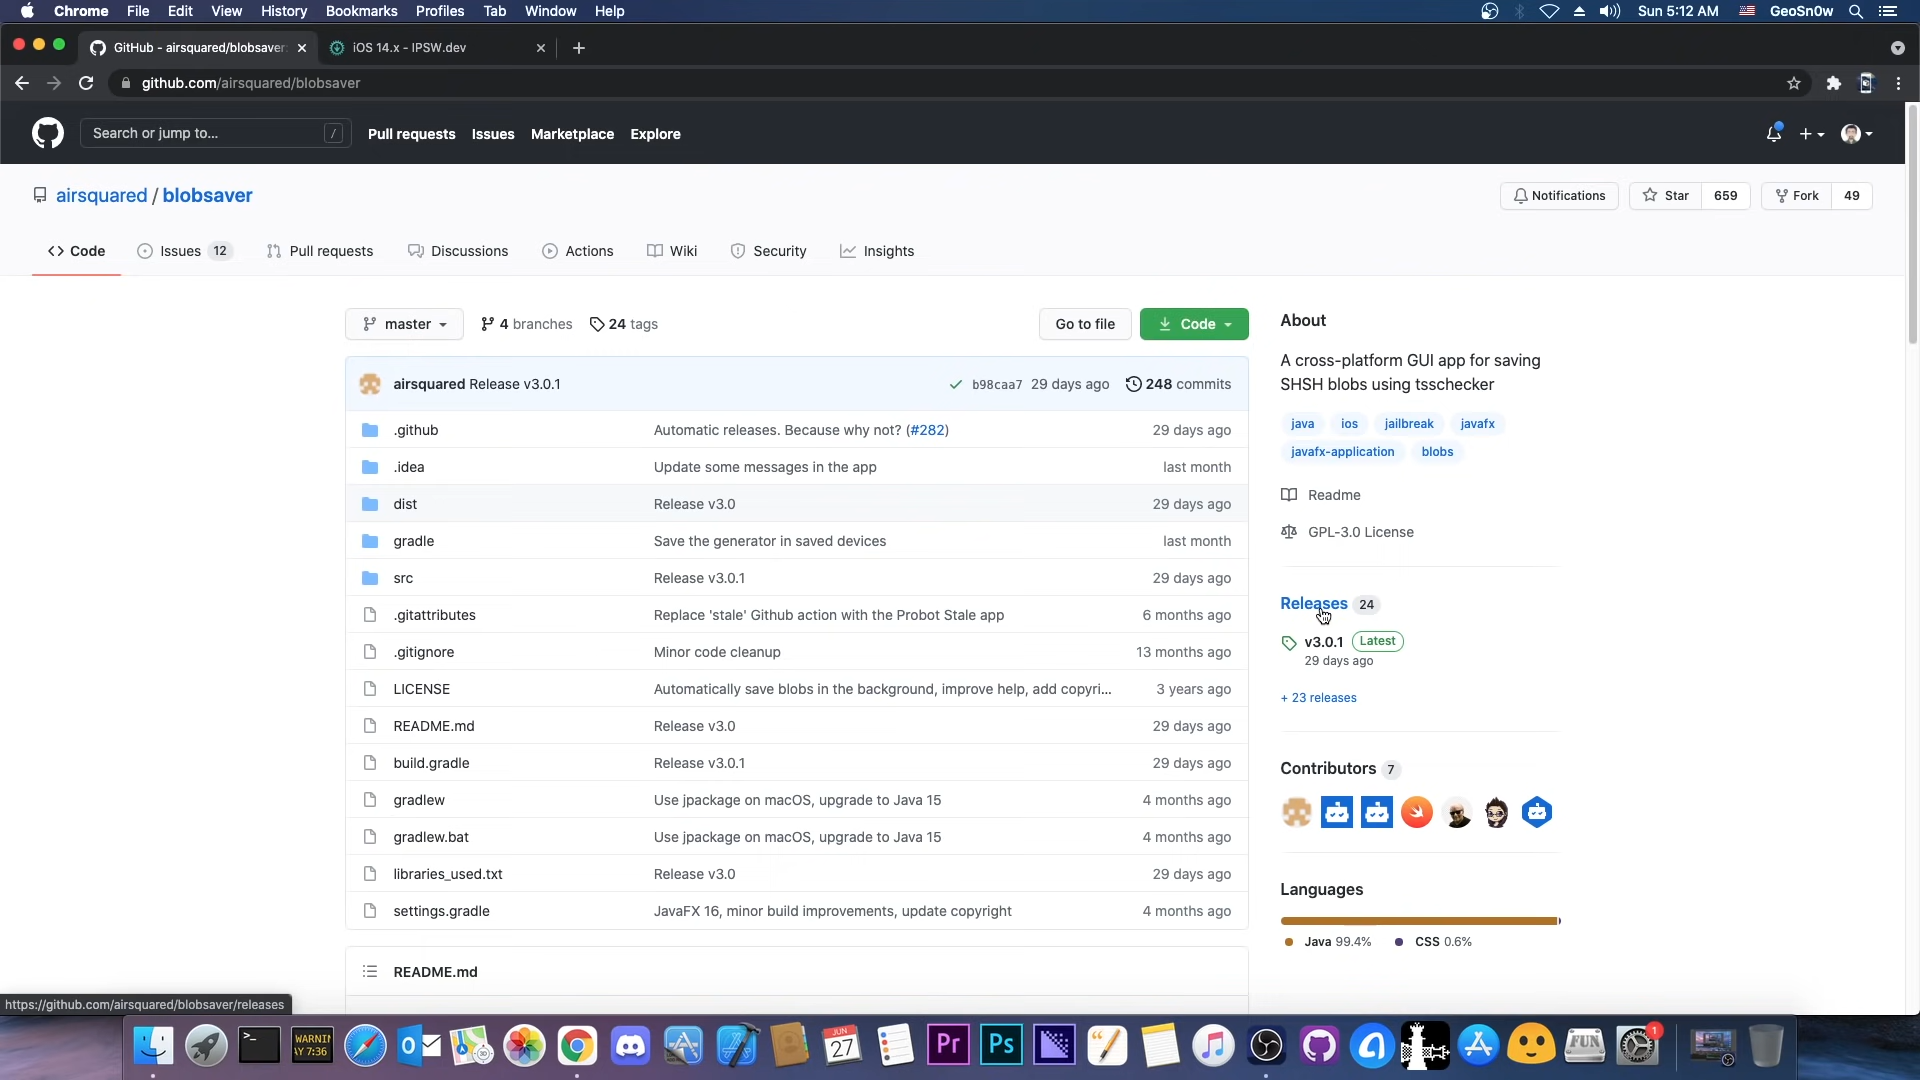 Chrome File Edit View History Bookmarks Profiles Tab Window Help Sun 5:12 AM GeoSn0w
GitHub - airsquared/blobsaver: iOS 14.x - IPSW.dev
github.com/airsquared/blobsaver
Search or jump to... / Pull requests Issues Marketplace Explore
airsquared / blobsaver Notifications Star 659 Fork 49
Code Issues 12 Pull requests Discussions Actions Wiki Security Insights
master 4 branches 24 tags Go to file Code
airsquared Release v3.0.1 b98caa7 29 days ago 248 commits
.github Automatic releases. Because why not? (#282) 29 days ago
.idea Update some messages in the app last month
dist Release v3.0 29 days ago
gradle Save the generator in saved devices last month
src Release v3.0.1 29 days ago
.gitattributes Replace 'stale' Github action with the Probot Stale app 6 months ago
.gitignore Minor code cleanup 13 months ago
LICENSE Automatically save blobs in the background, improve help, add copyri... 3 years ago
README.md Release v3.0 29 days ago
build.gradle Release v3.0.1 29 days ago
gradlew Use jpackage on macOS, upgrade to Java 15 4 months ago
gradlew.bat Use jpackage on macOS, upgrade to Java 15 4 months ago
libraries_used.txt Release v3.0 29 days ago
settings.gradle JavaFX 16, minor build improvements, update copyright 4 months ago
README.md
About
A cross-platform GUI app for saving
SHSH blobs using tsschecker
java ios jailbreak javafx
javafx-application blobs
Readme
GPL-3.0 License
Releases 24
v3.0.1 Latest
29 days ago
+ 23 releases
Contributors 7
Languages
Java 99.4% CSS 0.6%
https://github.com/airsquared/blobsaver/releases
WARNIN
AY 7:36
JUN
27
Pr
Ps
FUN
1